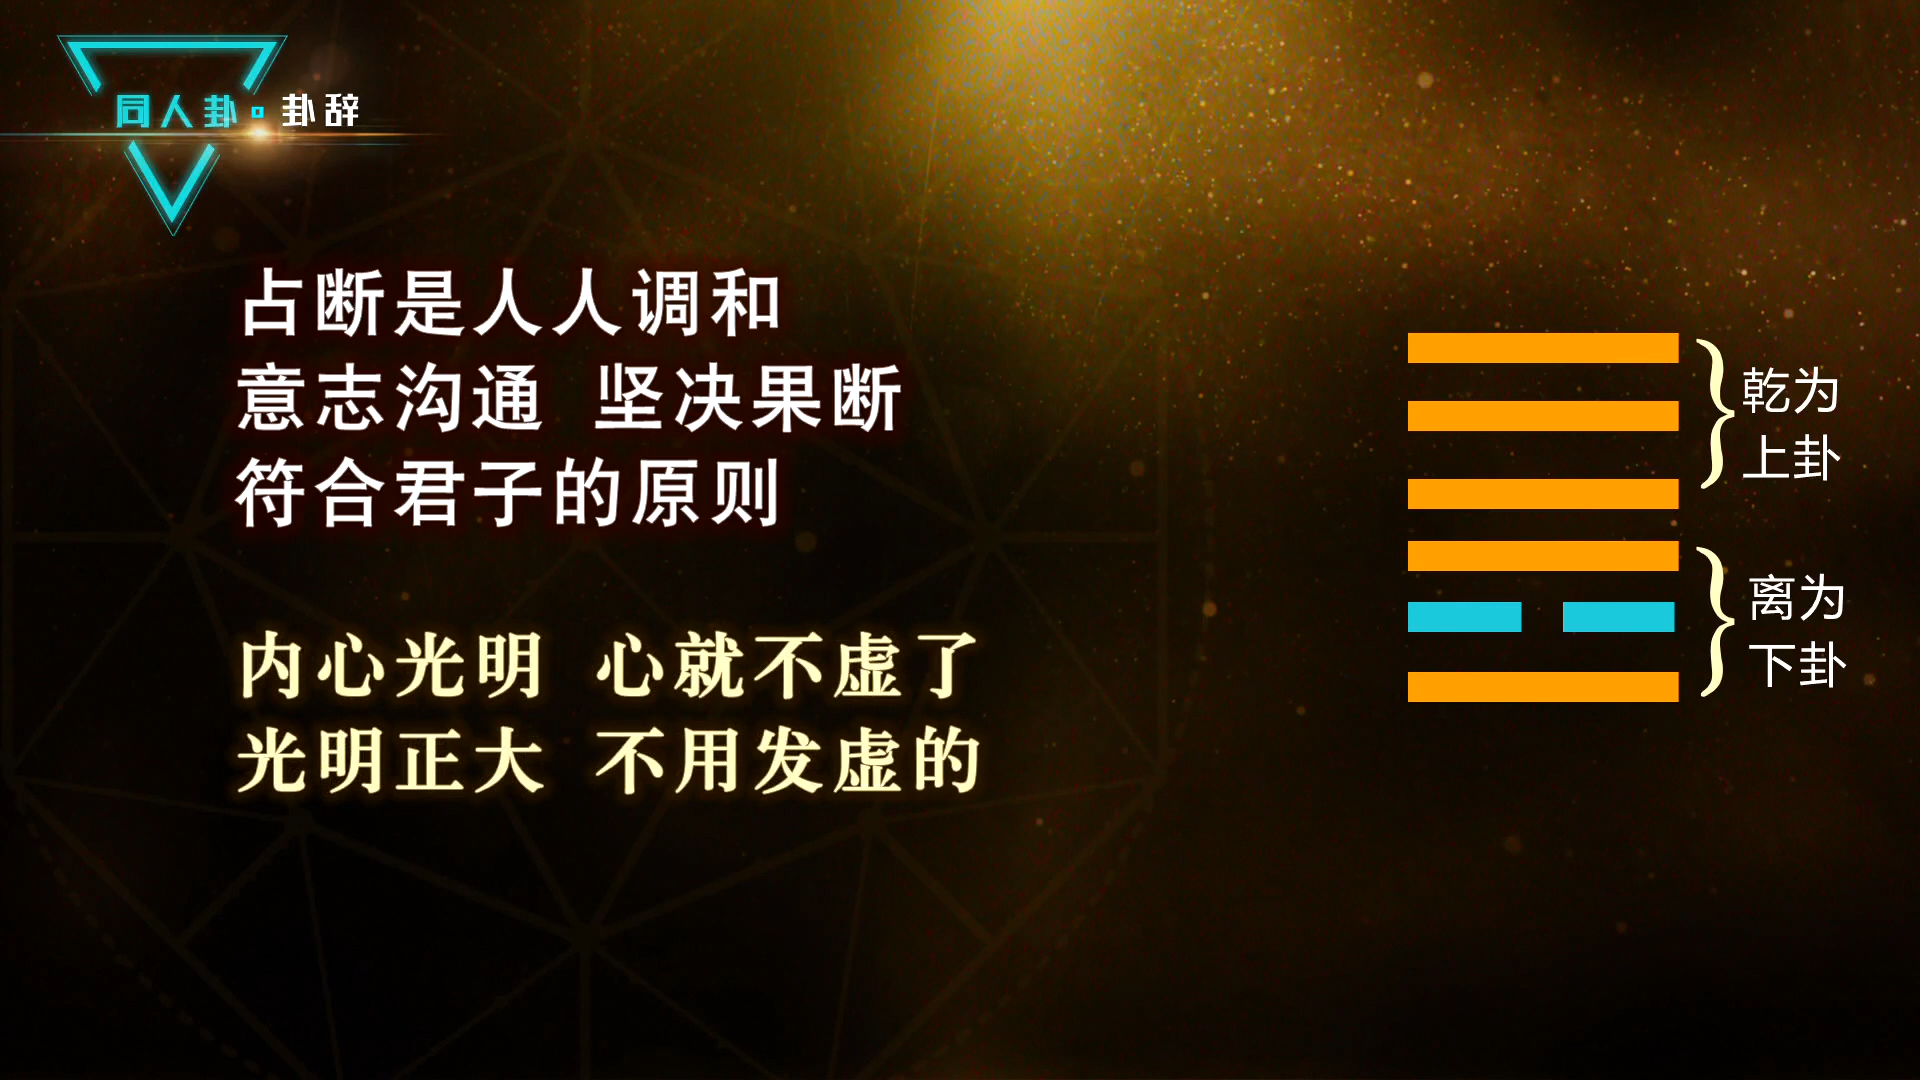 同人卦·卦辞
占断是人人调和
意志沟通 坚决果断
符合君子的原则
内心光明 心就不虚了
光明正大 不用发虚的
乾为
上卦
离为
下卦